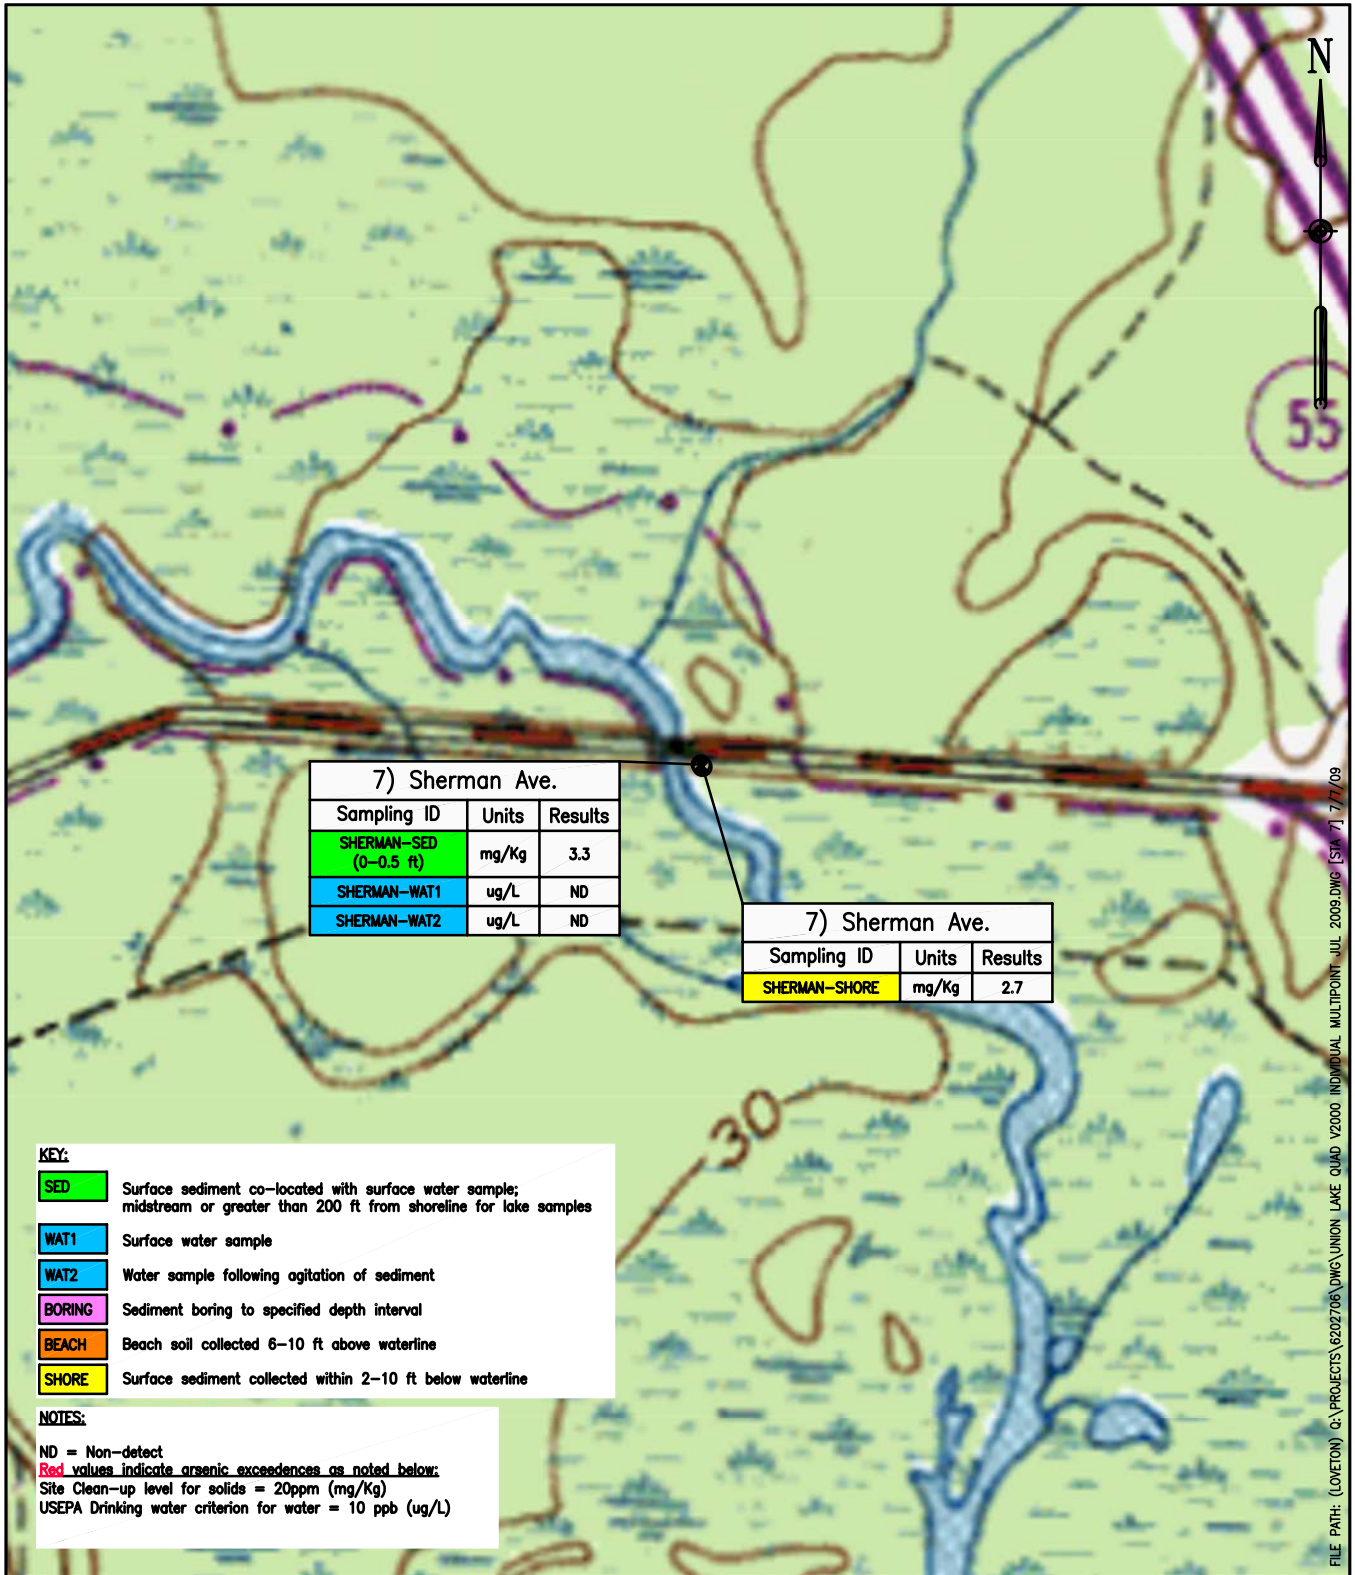 N
55
7) Sherman Ave.
Sampling ID Units Results
SHERMAN-SED
(0-0.5 ft) mg/Kg 3.3
SHERMAN-WAT1 ug/L ND
SHERMAN-WAT2 ug/L ND
7) Sherman Ave.
Sampling ID Units Results
SHERMAN-SHORE mg/Kg 2.7
30
KEY:
SED Surface sediment co-located with surface water sample;
midstream or greater than 200 ft from shoreline for lake samples
WAT1 Surface water sample
WAT2 Water sample following agitation of sediment
BORING Sediment boring to specified depth interval
BEACH Beach soil collected 6-10 ft above waterline
SHORE Surface sediment collected within 2-10 ft below waterline
NOTES:
ND = Non-detect
Red values indicate arsenic exceedences as noted below:
Site Clean-up level for solids = 20ppm (mg/Kg)
USEPA Drinking water criterion for water = 10 ppb (ug/L)
FILE PATH: (LOVETON) Q:\PROJECTS\6202706\DWG\UNION LAKE QUAD V2000 INDIVIDUAL MULTIPOINT JUL 2009.DWG [STA 7] 7/7/09